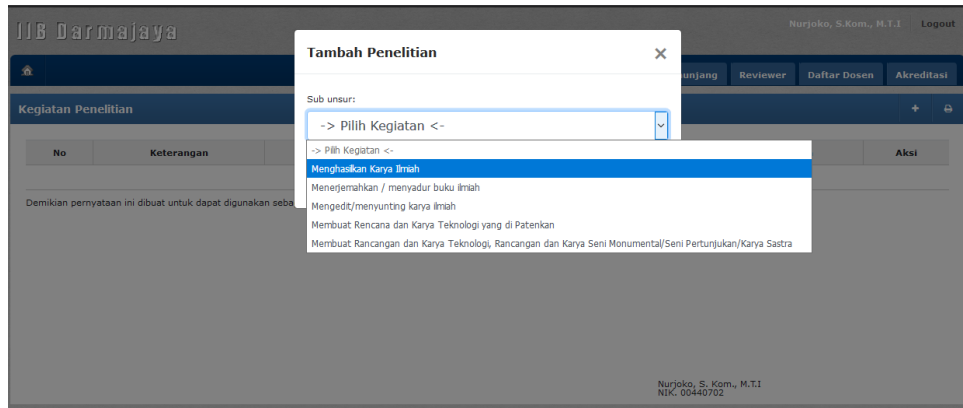 IIB Darmajaya
Nurjoko, S.Kom., M.T.I Logout
unjang Reviewer Daftar Dosen Akreditasi
Kegiatan Penelitian
No Keterangan Aksi
Demikian pernyataan ini dibuat untuk dapat digunakan seba
Tambah Penelitian
Sub unsur:
-> Pilih Kegiatan <-
-> Pilih Kegiatan <-
Menghasilkan Karya Ilmiah
Menerjemahkan / menyadur buku ilmiah
Mengedit/menyunting karya ilmiah
Membuat Rencana dan Karya Teknologi yang di Patenkan
Membuat Rancangan dan Karya Teknologi, Rancangan dan Karya Seni Monumental/Seni Pertunjukan/Karya Sastra
Nurjoko, S. Kom., M.T.I
NIK. 00440702